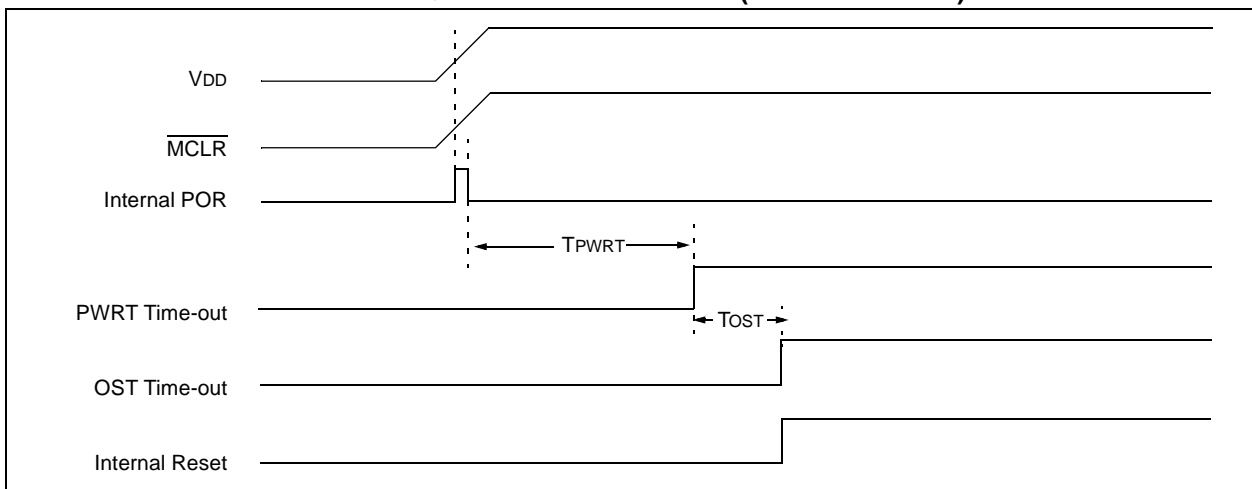 VDD
MCLR
Internal POR
TPWRT
PWRT Time-out
TOST
OST Time-out
Internal Reset